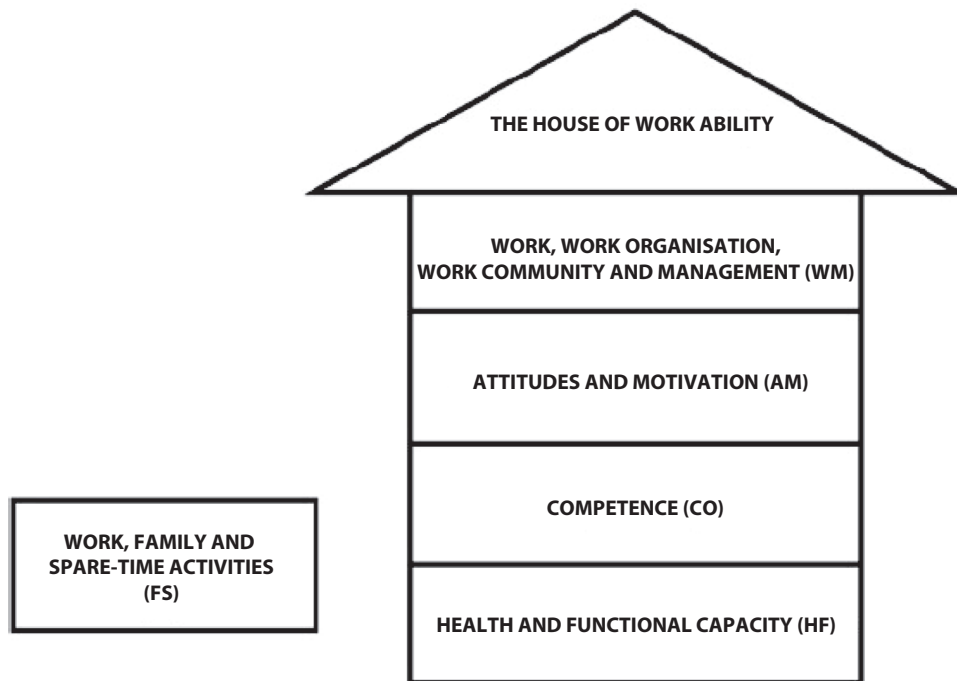 THE HOUSE OF WORK ABILITY
WORK, WORK ORGANISATION,
WORK COMMUNITY AND MANAGEMENT (WM)
ATTITUDES AND MOTIVATION (AM)
COMPETENCE (CO)
WORK, FAMILY AND
SPARE-TIME ACTIVITIES
(FS)
HEALTH AND FUNCTIONAL CAPACITY (HF)